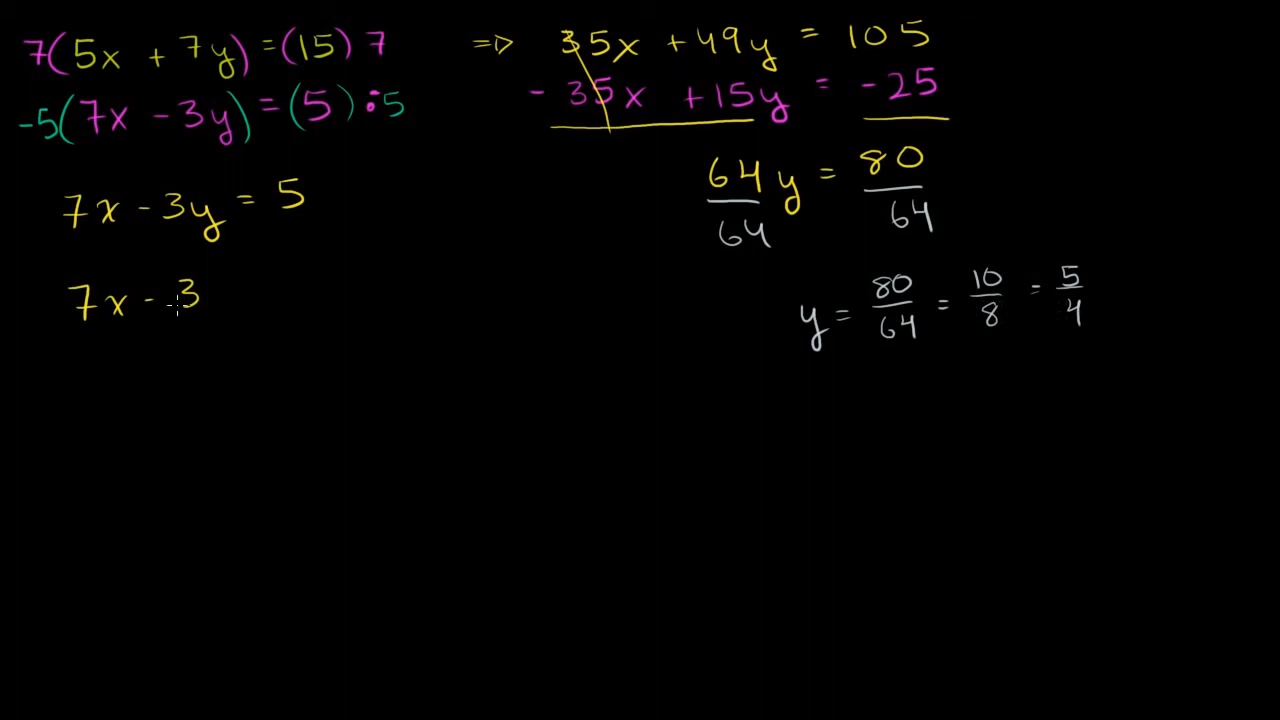 7(5x + 7y) = (15) 7 ⇒ 35x + 49y = 105
-5(7x - 3y) = (5) · 5 - 35x + 15y = -25
7x - 3y = 5 64y/64 = 80/64
7x - 3 y = 80/64 = 10/8 = 5/4